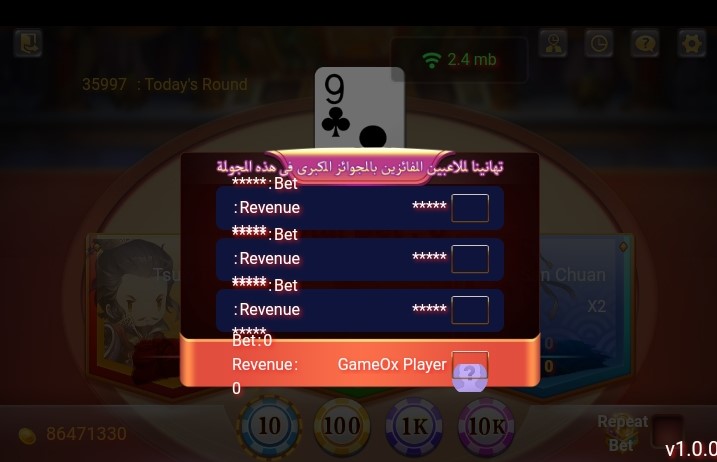 2.4 mb
35997 : Today's Round
9
تهانينا للاعبين الفائزين بالجوائز الكبرى في هذه الجولة
*****:Bet
:Revenue *****
*****:Bet
:Revenue *****
*****:Bet
:Revenue *****
*****
Tsu
n Chuan
X2
0
0
Bet:0
Revenue: GameOx Player
0
?
86471330
10
100
1K
10K
Repeat
Bet
v1.0.0